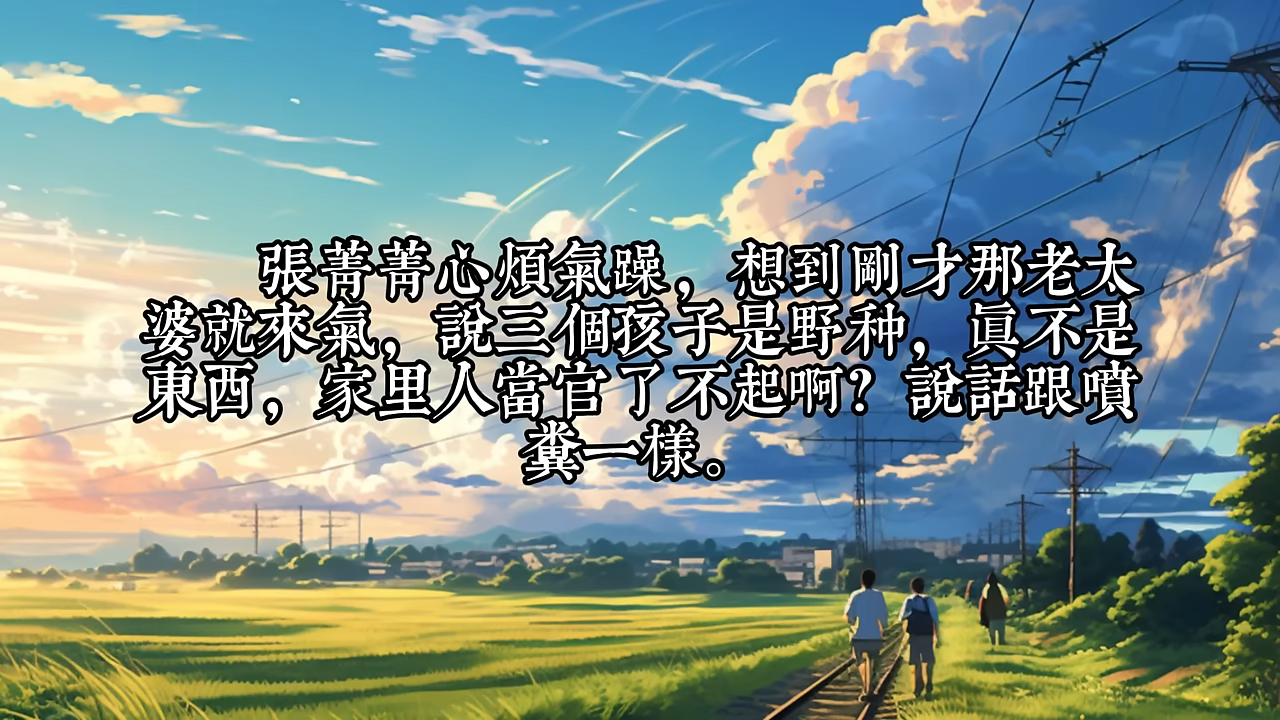 張菁菁心煩氣躁，想到剛才那老太
婆就來氣，說三個孩子是野种，眞不是
東西，家里人當官了不起啊？說話跟噴
糞一樣。